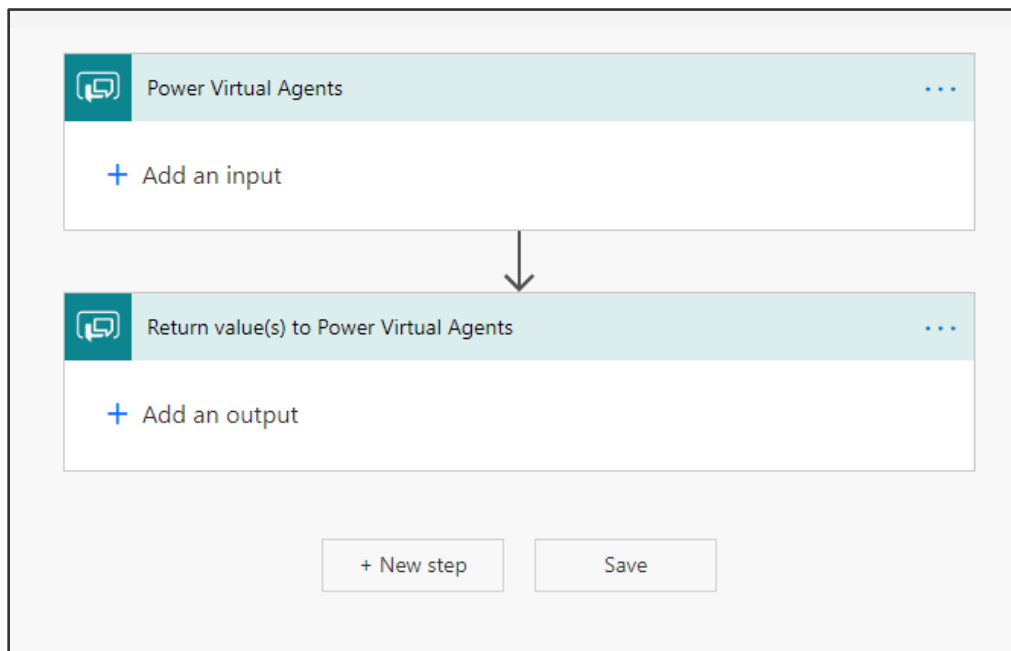 Power Virtual Agents
+ Add an input
Return value(s) to Power Virtual Agents
+ Add an output
+ New step
Save